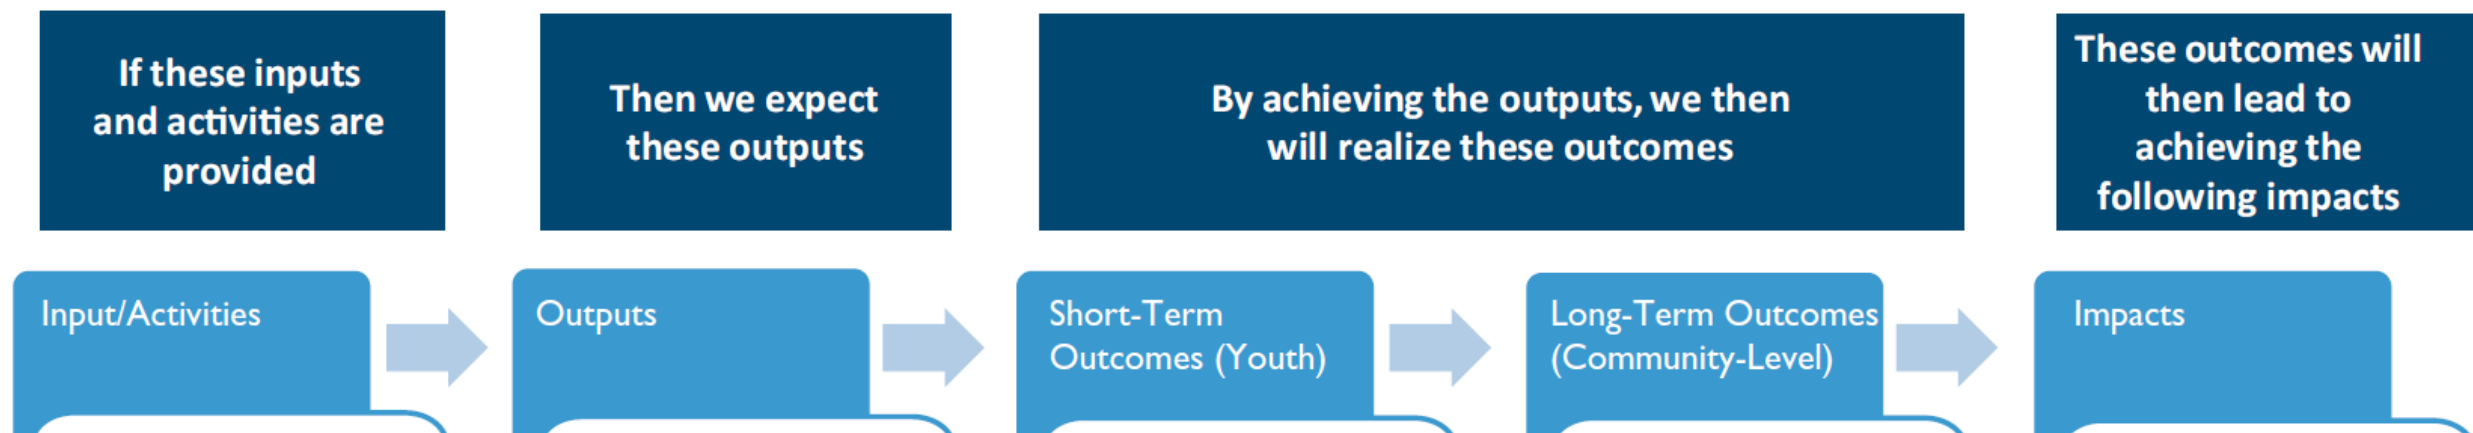 If these inputs
and activities are
provided
Then we expect
these outputs
By achieving the outputs, we then
will realize these outcomes
These outcomes will
then lead to
achieving the
following impacts
Input/Activities
Outputs
Short-Term
Outcomes (Youth)
Long-Term Outcomes
(Community-Level)
Impacts